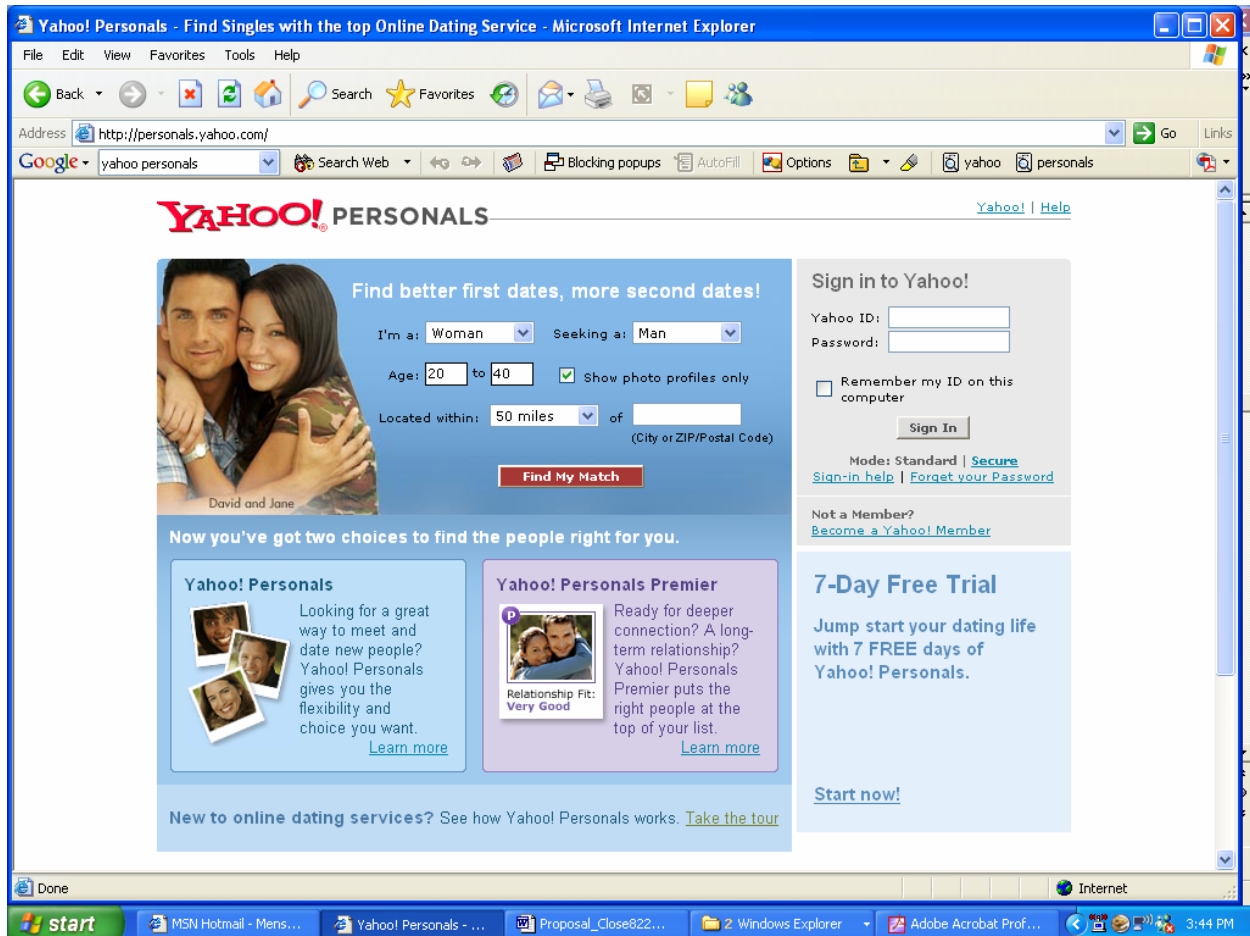 Yahoo! Personals - Find Singles with the top Online Dating Service - Microsoft Internet Explorer
File Edit View Favorites Tools Help
Back Search Favorites
Address http://personals.yahoo.com/ Go Links
Google yahoo personals Search Web Blocking popups AutoFill Options yahoo personals
YAHOO!® PERSONALS
Yahoo! | Help
Find better first dates, more second dates!
I'm a: Woman Seeking a: Man
Age: 20 to 40 Show photo profiles only
Located within: 50 miles of
(City or ZIP/Postal Code)
Find My Match
David and Jane
Now you've got two choices to find the people right for you.
Yahoo! Personals
Looking for a great
way to meet and
date new people?
Yahoo! Personals
gives you the
flexibility and
choice you want.
Learn more
Yahoo! Personals Premier
P
Relationship Fit:
Very Good
Ready for deeper
connection? A long-
term relationship?
Yahoo! Personals
Premier puts the
right people at the
top of your list.
Learn more
New to online dating services? See how Yahoo! Personals works. Take the tour
Sign in to Yahoo!
Yahoo ID:
Password:
Remember my ID on this
computer
Sign In
Mode: Standard | Secure
Sign-in help | Forget your Password
Not a Member?
Become a Yahoo! Member
7-Day Free Trial
Jump start your dating life
with 7 FREE days of
Yahoo! Personals.
Start now!
Done Internet
start MSN Hotmail - Mens... Yahoo! Personals - ... Proposal_Close822... 2 Windows Explorer Adobe Acrobat Prof... 3:44 PM